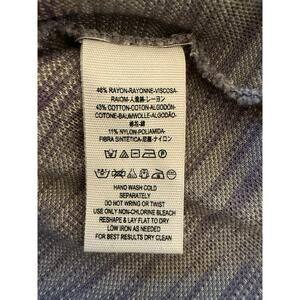 46% RAYON-RAYONNE-VISCOSA-
RAIOM-人造絲-レーヨン
43% COTTON-COTON-ALGODON-
COTONE-BAUMWOLLE-ALGODÃO-
棉花-綿
11% NYLON-POLIAMIDA-
FIBRA SINTÉTICA-尼龍-ナイロン
HAND WASH COLD
SEPARATELY
DO NOT WRING OR TWIST
USE ONLY NON-CHLORINE BLEACH
RESHAPE & LAY FLAT TO DRY
LOW IRON AS NEEDED
FOR BEST RESULTS DRY CLEAN